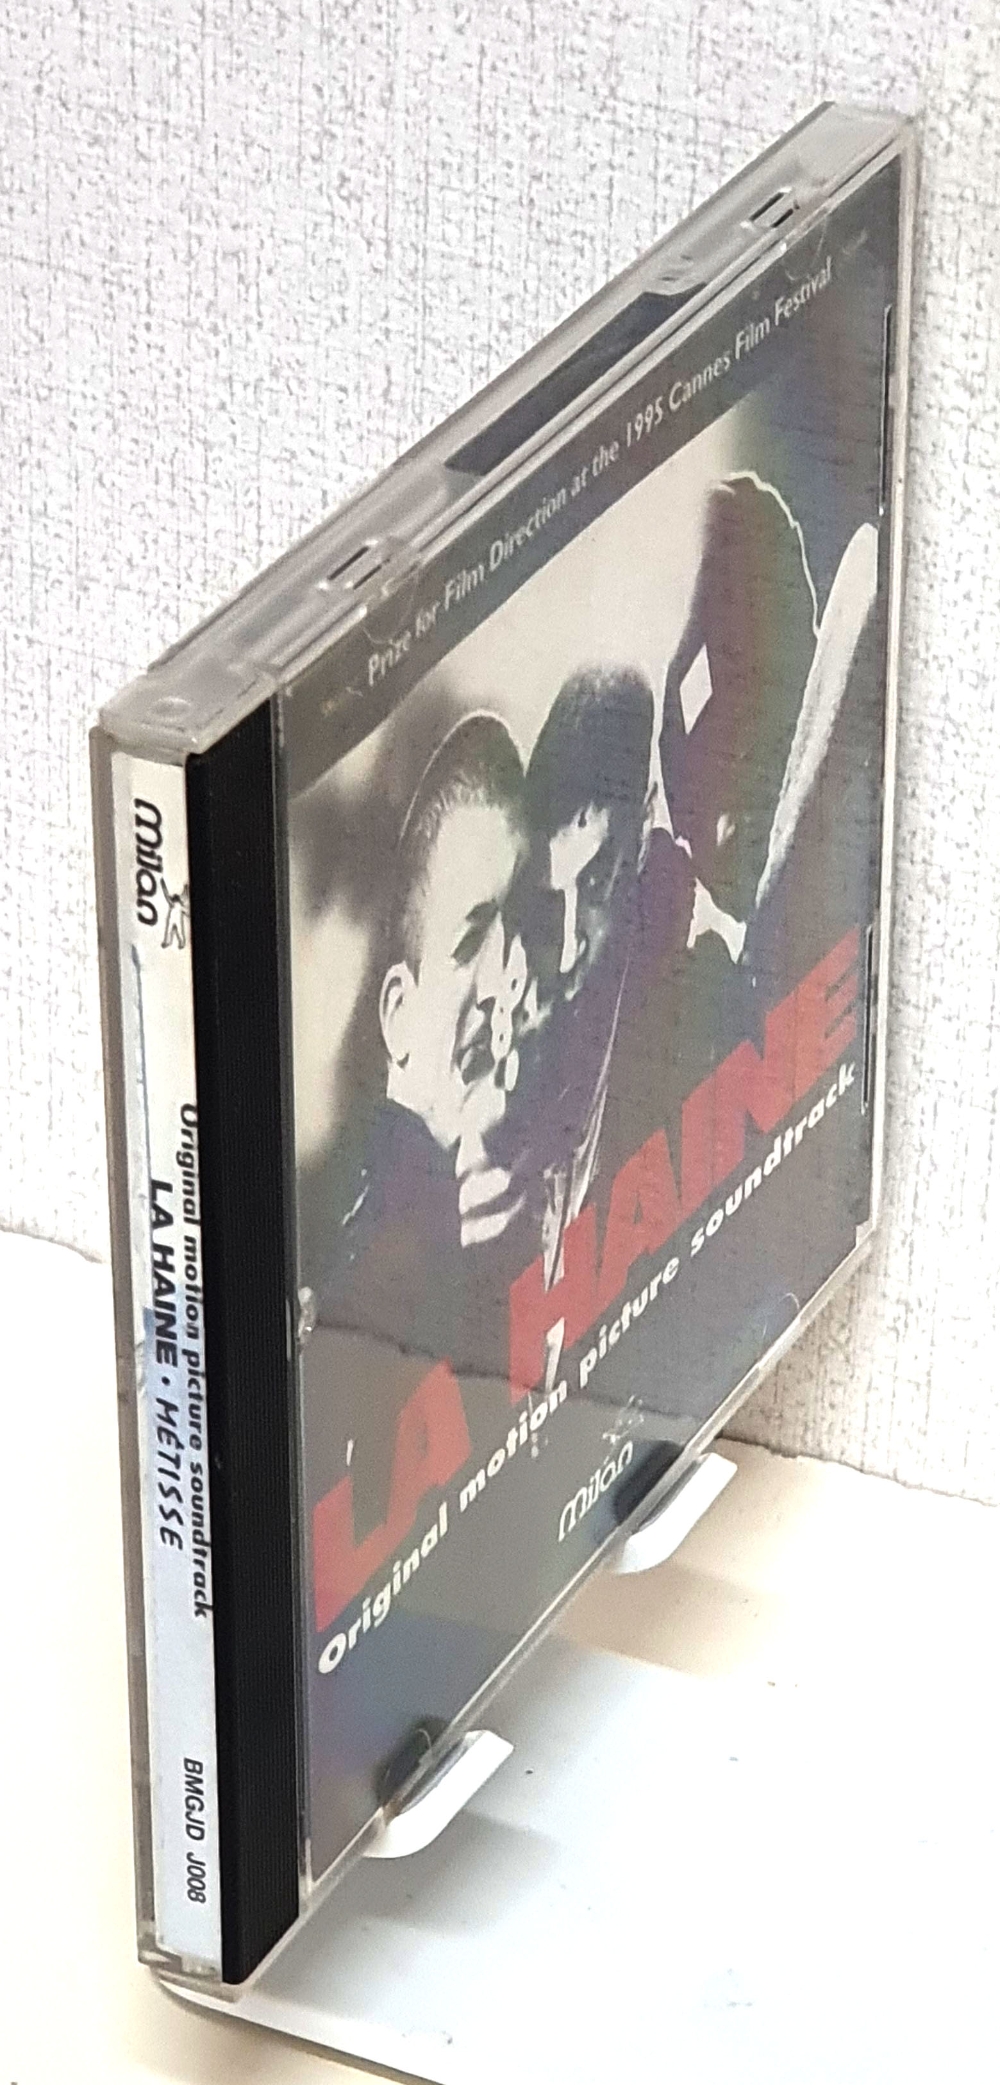 Prize for Film Direction at the 1995 Cannes Film Festival
LA HAINE
Original motion picture soundtrack
Milan
Milan
Original motion picture soundtrack
LA HAINE • MÉTISSE
BMGJD J008